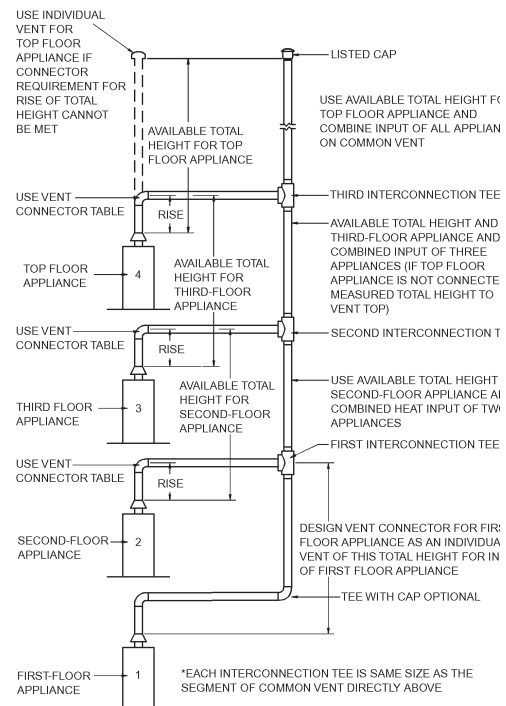 USE INDIVIDUAL
VENT FOR
TOP FLOOR
APPLIANCE IF
CONNECTOR
REQUIREMENT FOR
RISE OF TOTAL
HEIGHT CANNOT
BE MET
LISTED CAP
USE AVAILABLE TOTAL HEIGHT
TOP FLOOR APPLIANCE AND
COMBINE INPUT OF ALL
ON COMMON VENT
AVAILABLE TOTAL
HEIGHT FOR TOP
FLOOR APPLIANCE
USE VENT
CONNECTOR TABLE
RISE
THIRD INTERCONNECTION TEE
AVAILABLE TOTAL HEIGHT AND
THIRD-FLOOR APPLIANCE AND
COMBINED INPUT OF THREE
APPLIANCES (IF TOP FLOOR
APPLIANCE IS NOT
MEASURED TOTAL HEIGHT TO
VENT TOP)
TOP FLOOR
APPLIANCE
4
AVAILABLE TOTAL
HEIGHT FOR
THIRD-FLOOR
APPLIANCE
USE VENT
CONNECTOR TABLE
RISE
SECOND INTERCONNECTION
THIRD FLOOR
APPLIANCE
3
AVAILABLE TOTAL
HEIGHT FOR
SECOND-FLOOR
APPLIANCE
USE AVAILABLE TOTAL HEIGHT
SECOND-FLOOR APPLIANCE
COMBINED HEAT INPUT OF
APPLIANCES
FIRST INTERCONNECTION TEE
USE VENT
CONNECTOR TABLE
RISE
SECOND-FLOOR
APPLIANCE
2
DESIGN VENT CONNECTOR FOR
FLOOR APPLIANCE AS AN
VENT OF THIS TOTAL HEIGHT FOR
OF FIRST FLOOR APPLIANCE
TEE WITH CAP OPTIONAL
FIRST-FLOOR
APPLIANCE
1
*EACH INTERCONNECTION TEE IS SAME SIZE AS THE
SEGMENT OF COMMON VENT DIRECTLY ABOVE